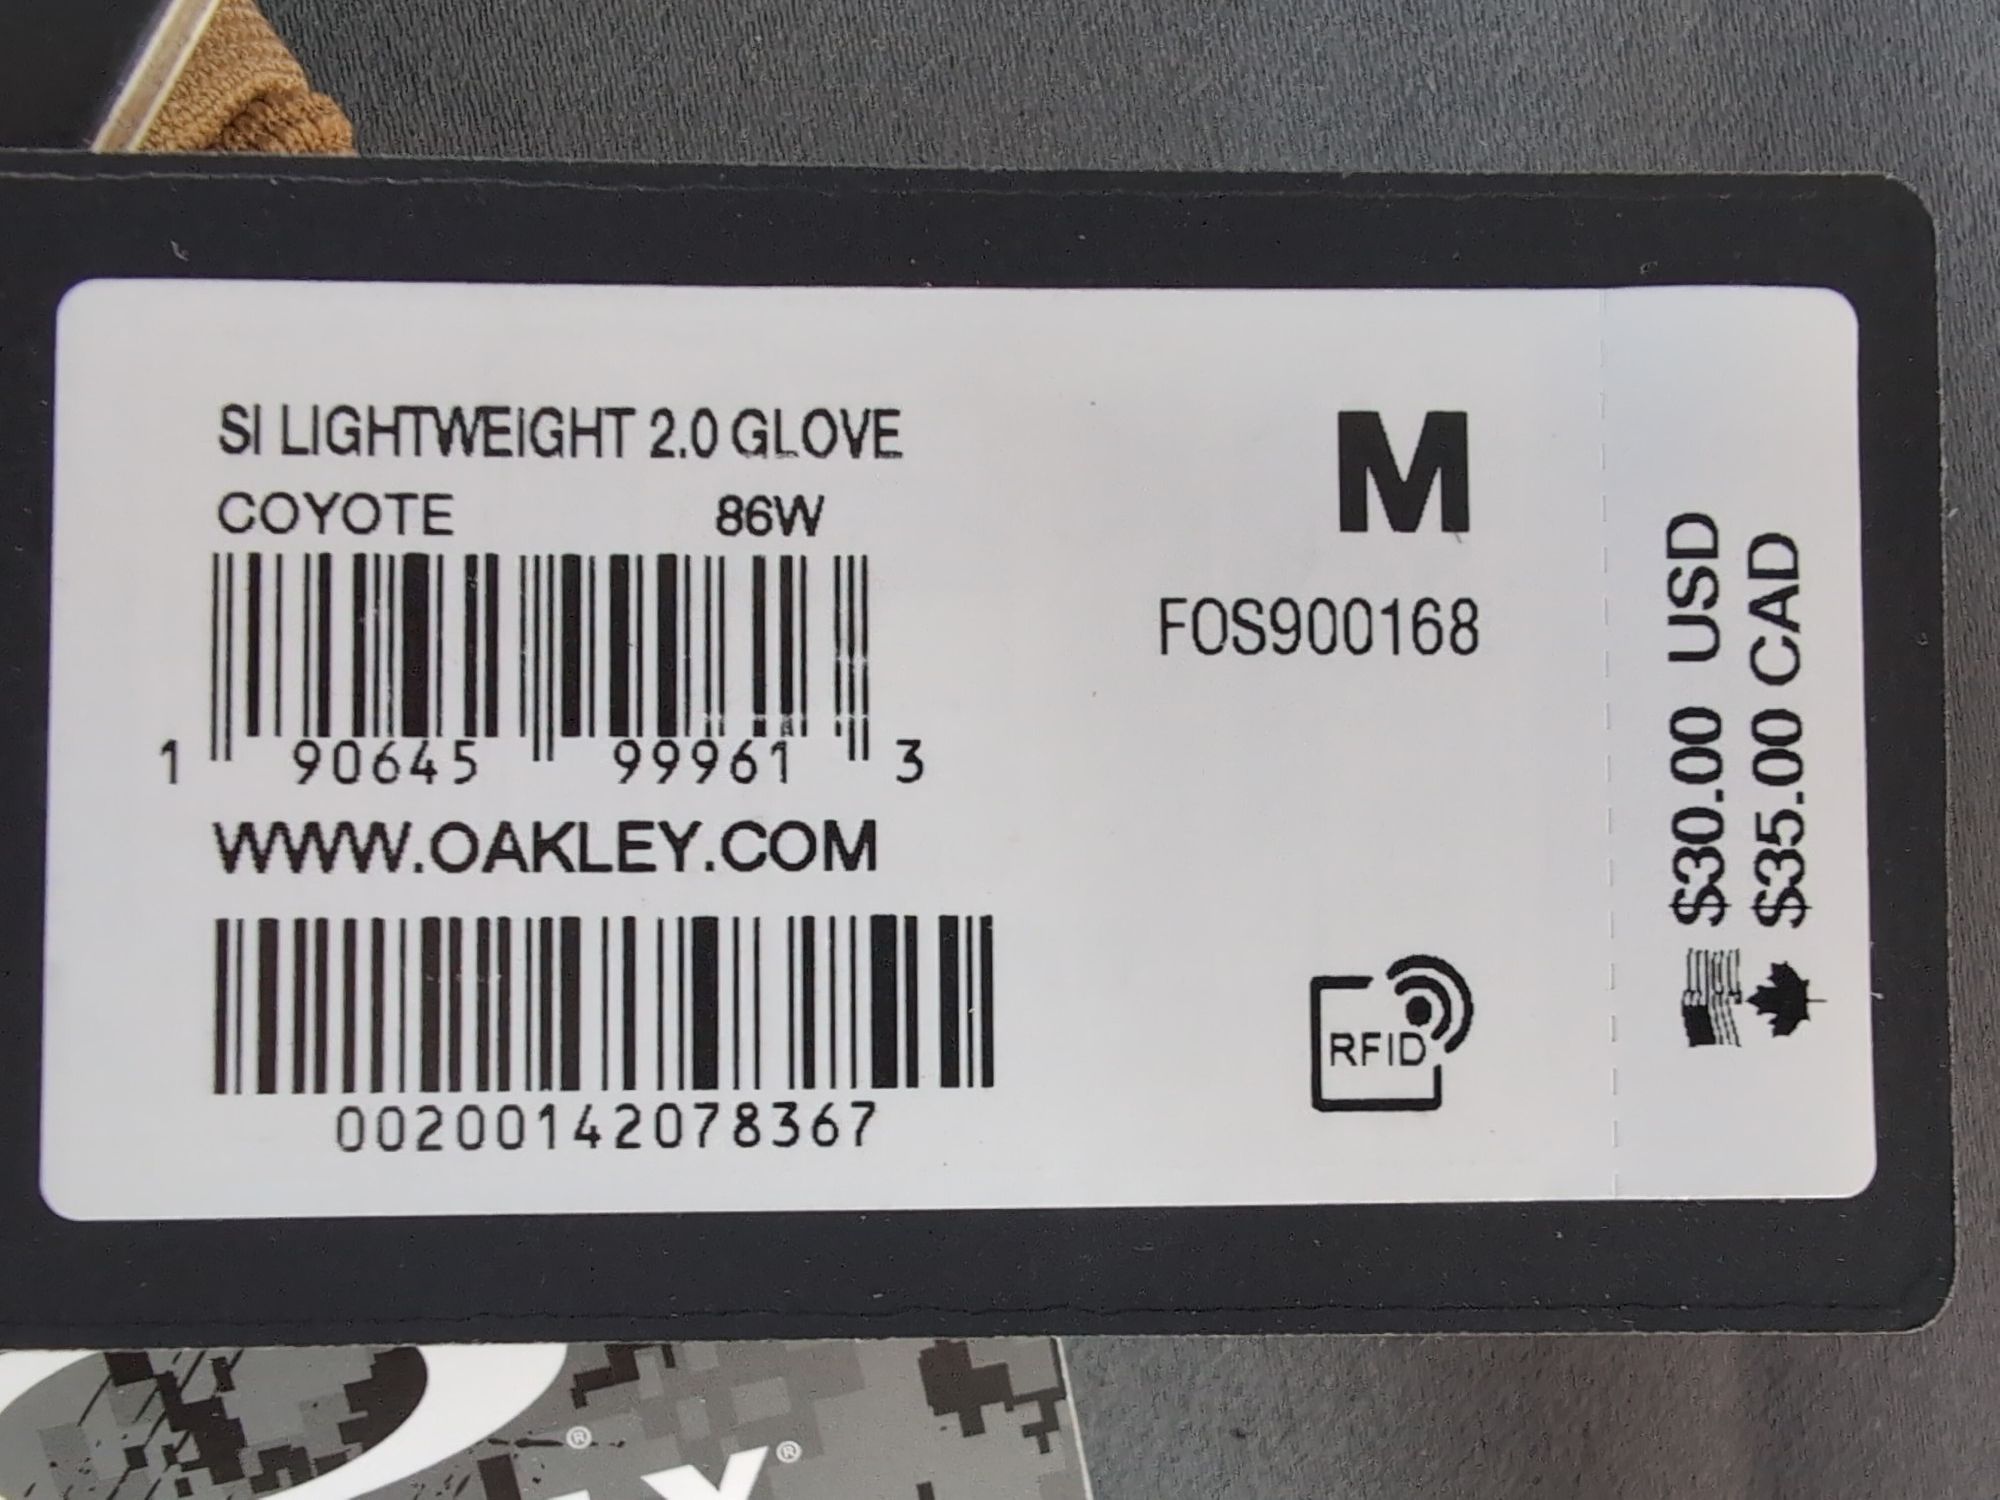 SI LIGHTWEIGHT 2.0 GLOVE
COYOTE 86W
1 90645 99961 3
WWW.OAKLEY.COM
00200142078367
M
FOS900168
RFID
$30.00 USD
$35.00 CAD
®
®